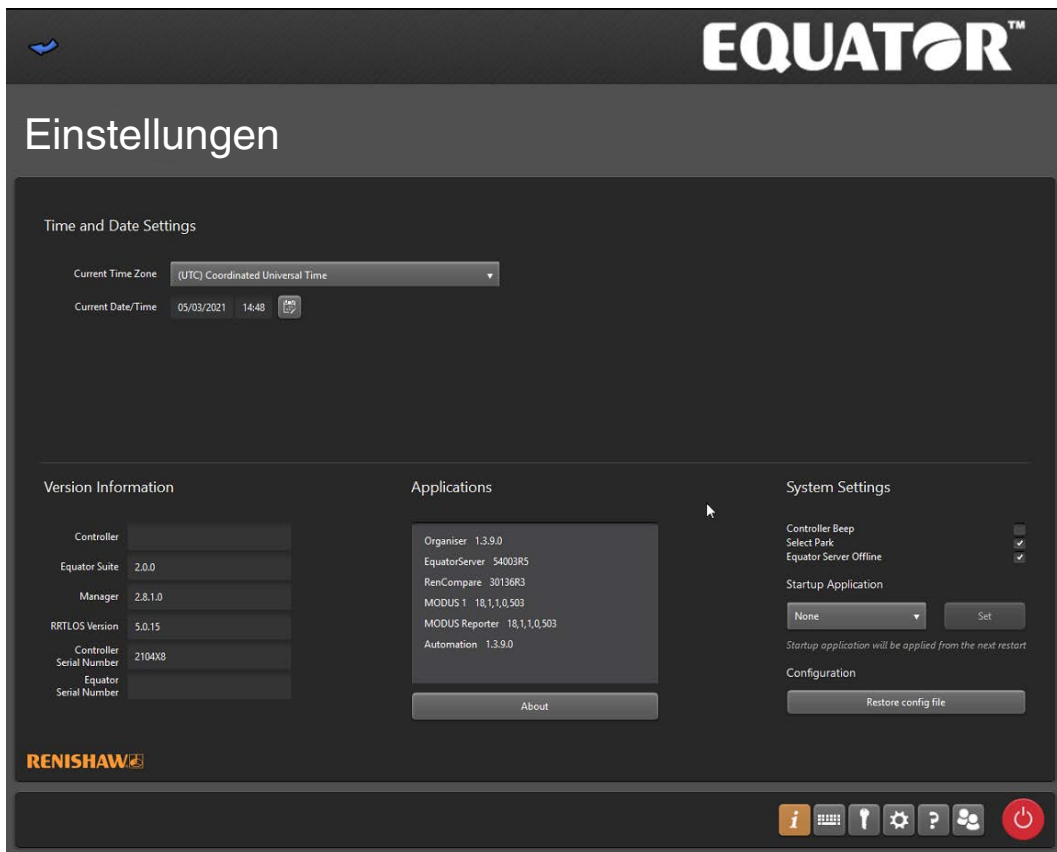 EQUATOR™
Einstellungen
Time and Date Settings
Current Time Zone (UTC) Coordinated Universal Time
Current Date/Time 05/03/2021 14:48
Version Information
Controller
Equator Suite 2.0.0
Manager 2.8.1.0
RRTLOS Version 5.0.15
Controller
Serial Number 2104X8
Equator
Serial Number
Applications
Organiser 1.3.9.0
EquatorServer 54003R5
RenCompare 30136R3
MODUS 1 18,1,1,0,503
MODUS Reporter 18,1,1,0,503
Automation 1.3.9.0
About
System Settings
Controller Beep
Select Park
Equator Server Offline
Startup Application
None Set
Startup application will be applied from the next restart
Configuration
Restore config file
RENISHAW
i ?